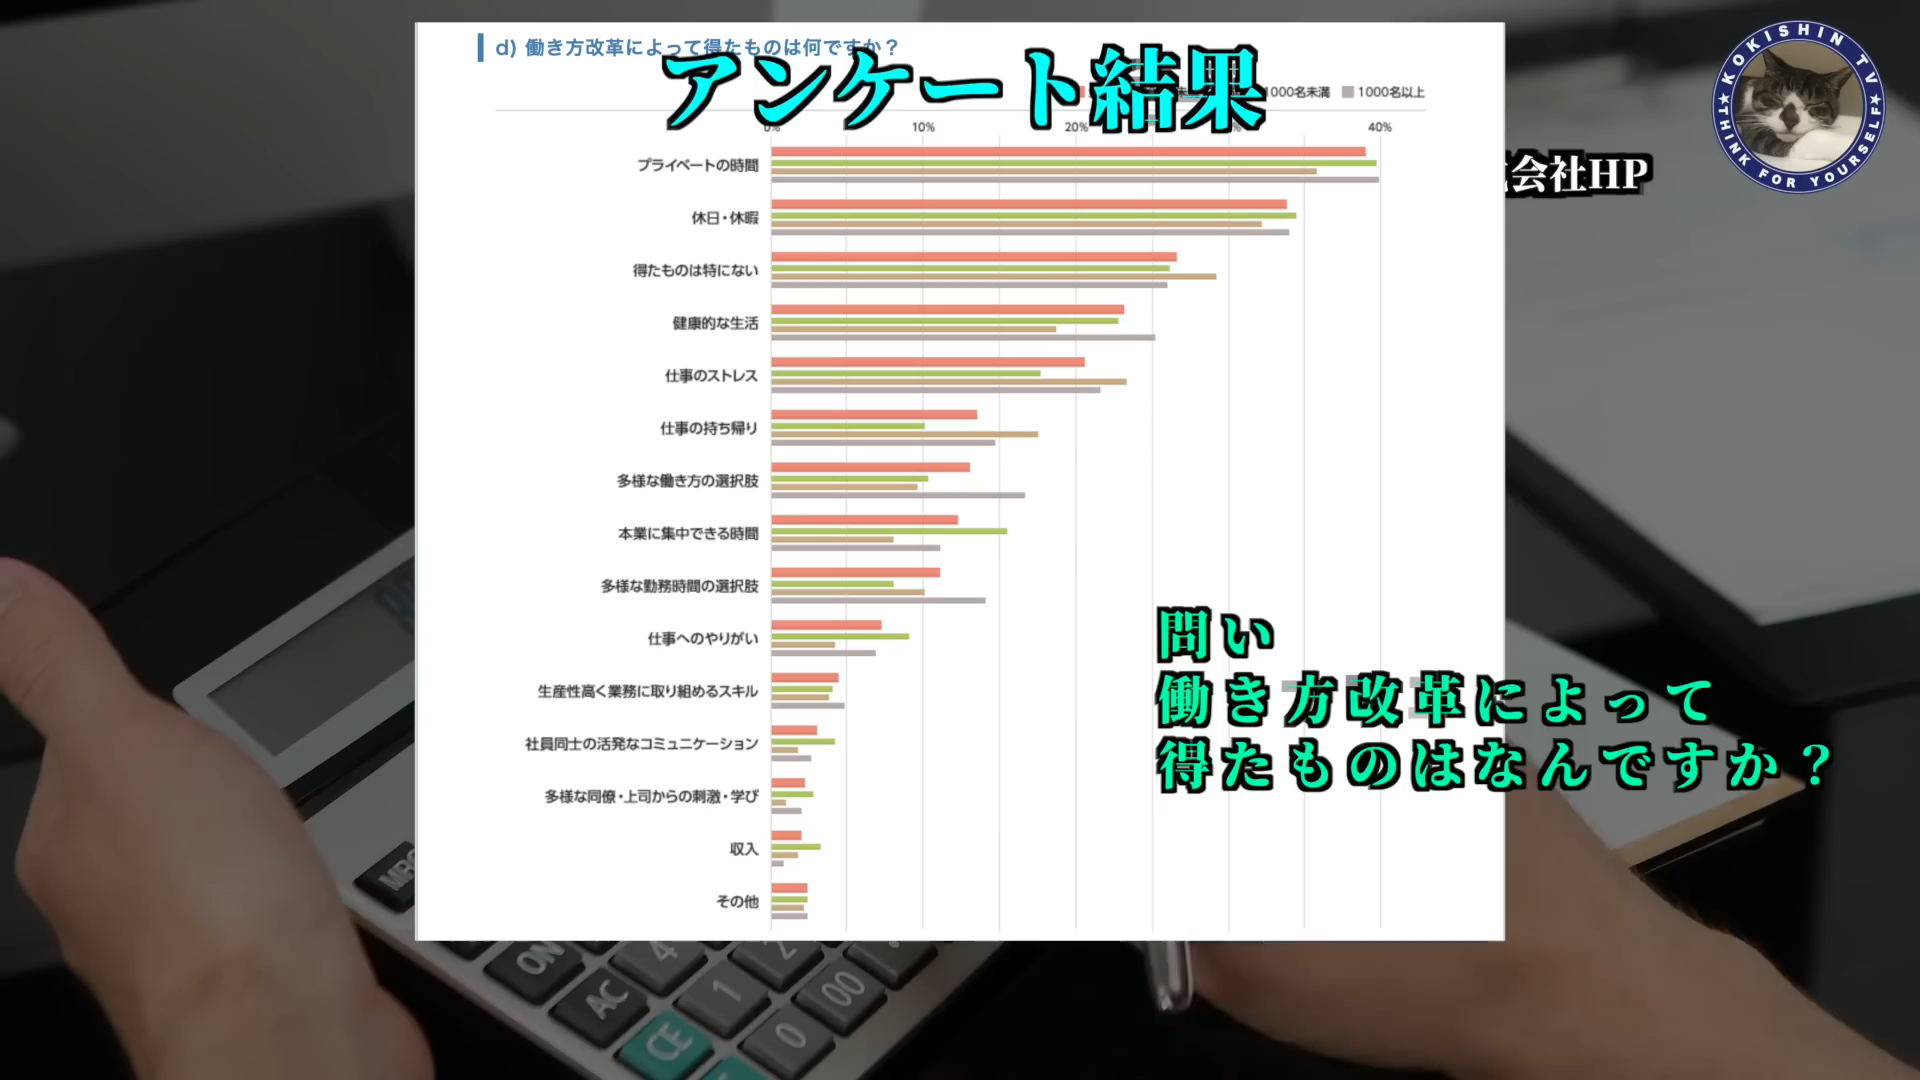 d) 働き方改革によって得たものは何ですか？
アンケート結果
1000名未満
1000名以上
0%
10%
20%
40%
会社HP
KOKISHIN TV
THINK FOR YOURSELF
プライベートの時間
休日・休暇
得たものは特にない
健康的な生活
仕事のストレス
仕事の持ち帰り
多様な働き方の選択肢
本業に集中できる時間
多様な勤務時間の選択肢
仕事へのやりがい
生産性高く業務に取り組めるスキル
社員同士の活発なコミュニケーション
多様な同僚・上司からの刺激・学び
収入
その他
問い
働き方改革によって
得たものはなんですか？
ON
AC
CE
4
1
2
00
0